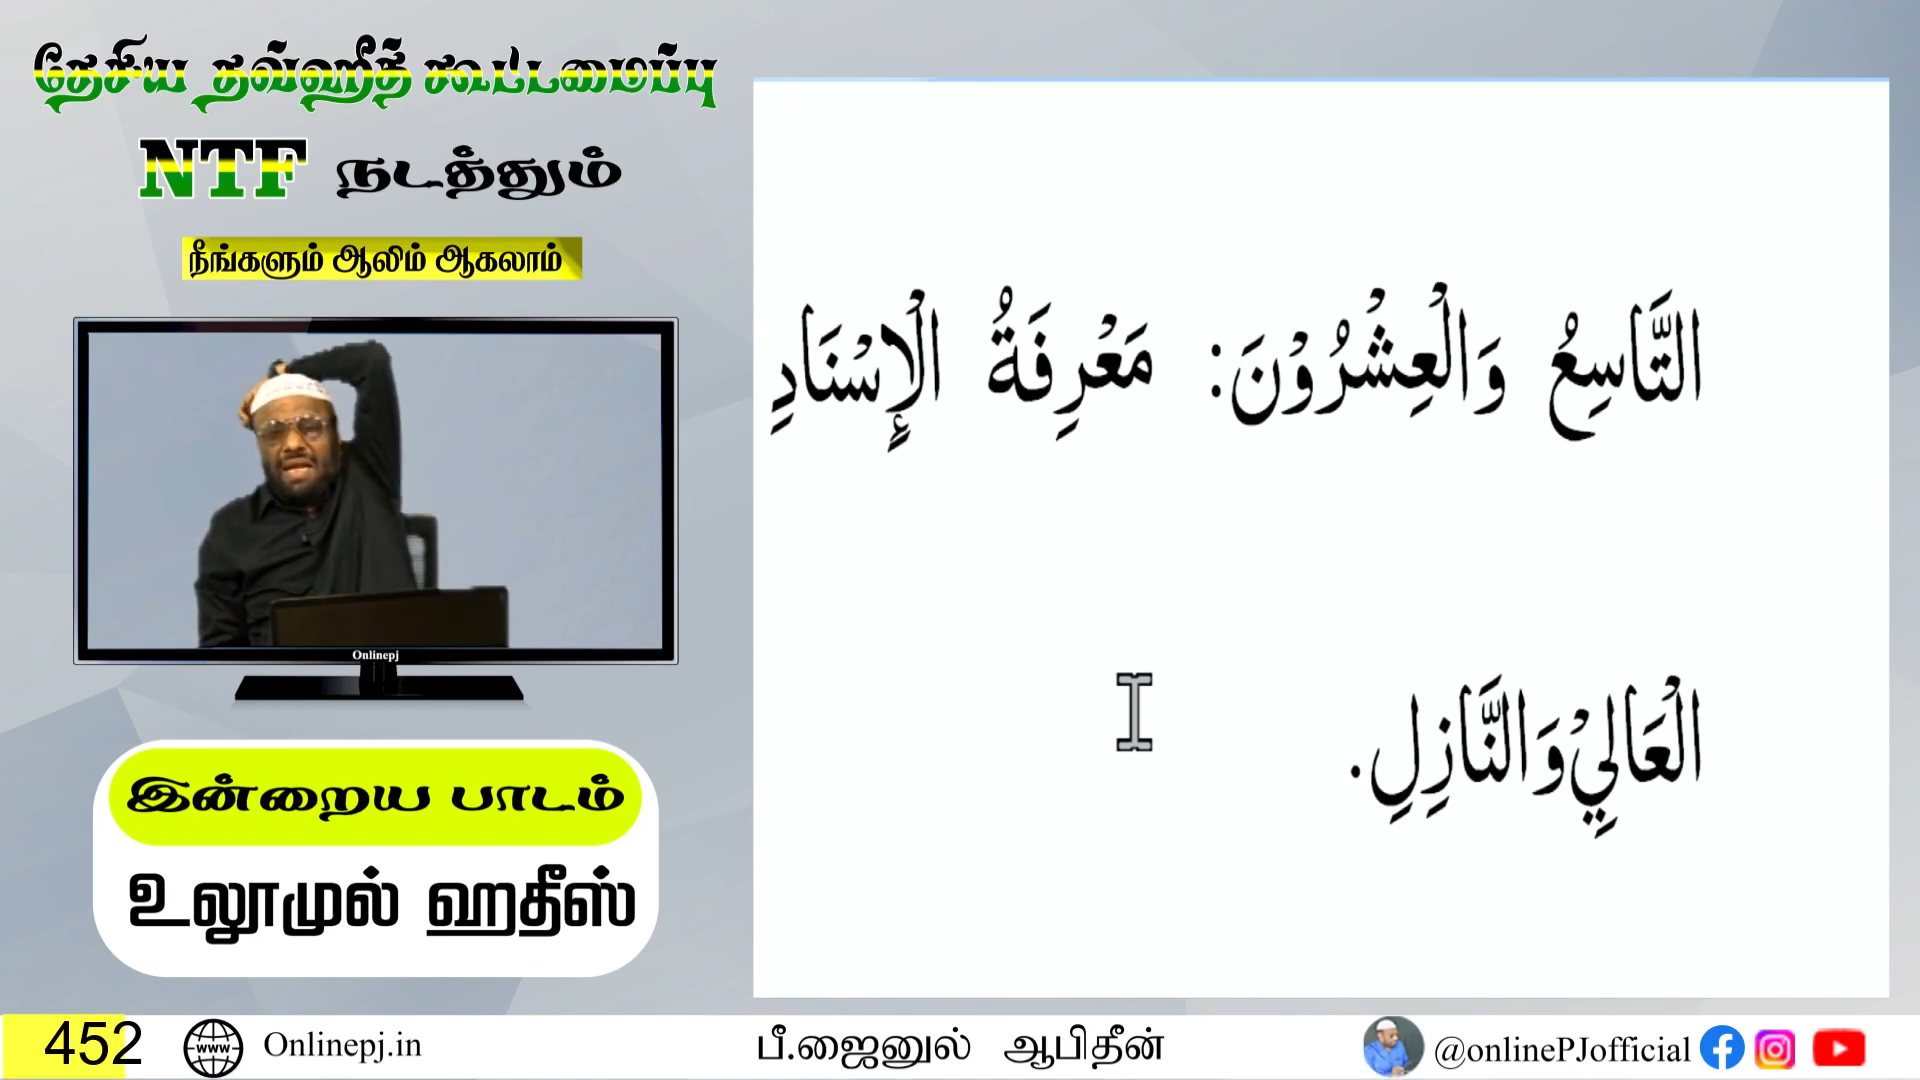 தேசிய தவ்ஹீத் கூட்டமைப்பு
NTF நடத்தும்
நீங்களும் ஆலிம் ஆகலாம்
Onlinepj
இன்றைய பாடம்
உலூமுல் ஹதீஸ்
التَّاسِعُ وَالْعِشْرُوْنَ: مَعْرِفَةُ الْإِسْنَادِ
الْعَالِيْ وَالنَّازِلِ.
452 www Onlinepj.in பீ.ஜைனுல் ஆபிதீன் @onlinePJofficial